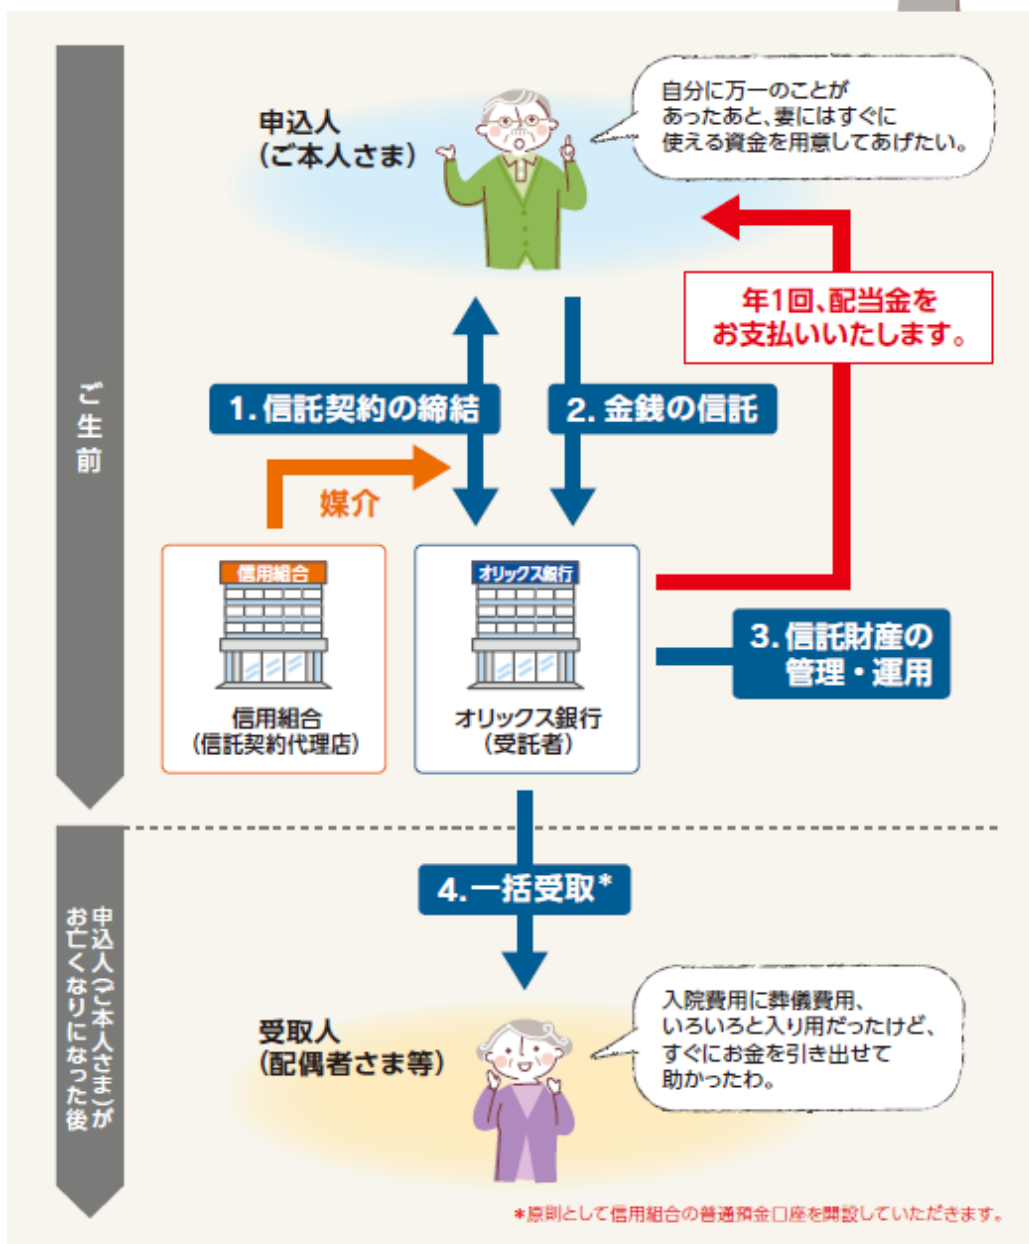 ご生前
申込人
(ご本人さま)
自分に万一のことが
あったあと、妻にはすぐに
使える資金を用意してあげたい。
年1回、配当金を
お支払いいたします。
1.信託契約の締結
2.金銭の信託
媒介
信用組合
信用組合
(信託契約代理店)
オリックス銀行
オリックス銀行
(受託者)
3.信託財産の
管理・運用
申込人(ご本人さま)が
お亡くなりになった後
4.一括受取*
受取人
(配偶者さま等)
入院費用に葬儀費用、
いろいろと入り用だったけど、
すぐにお金を引き出せて
助かったわ。
*原則として信用組合の普通預金口座を開設していただきます。